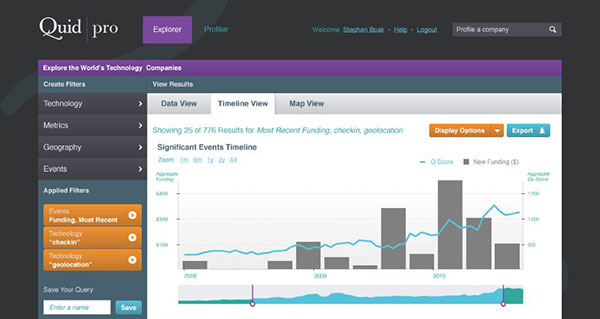 Quid pro
Explorer
Profiler
Welcome, Stephen Boak • Help • Logout
Profile a company
Explore the World's Technology Companies
Create Filters
View Results
Technology
Metrics
Geography
Events
Applied Filters
Events
Funding, Most Recent
Technology
"checkin"
Technology
"geolocation"
Save Your Query:
Enter a name
Save
Data View
Timeline View
Map View
Showing 25 of 776 Results for Most Recent Funding, checkin, geolocation
Display Options
Export
Significant Events Timeline
Zoom: 1m 6m 1y 2y All
Q-Score
New Funding ($)
Aggregate
Funding
Aggregate
Qu-Score
1,500
1,000
500
2008
2009
2010